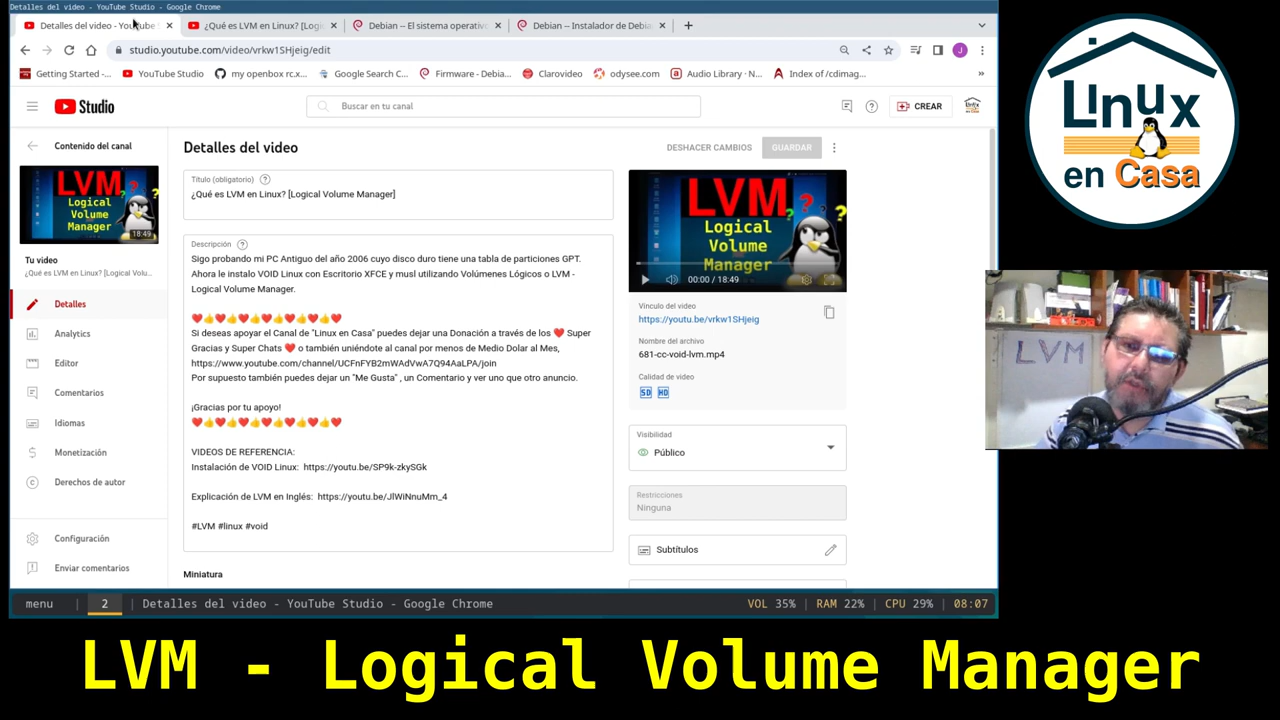 Detalles del video - YouTube Studio - Google Chrome
Detalles del video - YouTube S
¿Qué es LVM en Linux? [Logi
Debian -- El sistema operativo
Debian -- Instalador de Debia
studio.youtube.com/video/vrkw1SHjeig/edit
Getting Started -...
YouTube Studio
my openbox rc.x...
Google Search C...
Firmware - Debia...
Clarovideo
odysee.com
Audio Library · N...
Index of /cdimag...
»
Studio
Buscar en tu canal
CREAR
Contenido del canal
LVM
Logical
Volume
Manager
18:49
Tu video
¿Qué es LVM en Linux? [Logical Volu...
Detalles
Analytics
Editor
Comentarios
Idiomas
Monetización
Derechos de autor
Configuración
Enviar comentarios
Detalles del video
DESHACER CAMBIOS
GUARDAR
Título (obligatorio)
¿Qué es LVM en Linux? [Logical Volume Manager]
Descripción
Sigo probando mi PC Antiguo del año 2006 cuyo disco duro tiene una tabla de particiones GPT.
Ahora le instalo VOID Linux con Escritorio XFCE y musl utilizando Volúmenes Lógicos o LVM -
Logical Volume Manager.
❤️👍❤️👍❤️👍❤️👍❤️👍❤️👍❤️
Si deseas apoyar el Canal de "Linux en Casa" puedes dejar una Donación a través de los ❤️ Super
Gracias y Super Chats ❤️ o también uniéndote al canal por menos de Medio Dolar al Mes,
https://www.youtube.com/channel/UCFnFYB2mWAdVwA7Q94AaLPA/join
Por supuesto también puedes dejar un "Me Gusta" , un Comentario y ver uno que otro anuncio.
¡Gracias por tu apoyo!
❤️👍❤️👍❤️👍❤️👍❤️👍❤️👍❤️
VIDEOS DE REFERENCIA:
Instalación de VOID Linux: https://youtu.be/SP9k-zkySGk
Explicación de LVM en Inglés: https://youtu.be/JlWiNnuMm_4
#LVM #linux #void
Miniatura
LVM
Logical
Volume
Manager
00:00 / 18:49
Vínculo del video
https://youtu.be/vrkw1SHjeig
Nombre del archivo
681-cc-void-lvm.mp4
Calidad de video
SD HD
Visibilidad
Público
Restricciones
Ninguna
Subtítulos
menu | 2 | Detalles del video - YouTube Studio - Google Chrome
VOL 35% | RAM 22% | CPU 29% | 08:07
Linux
en Casa
LVM
LVM - Logical Volume Manager